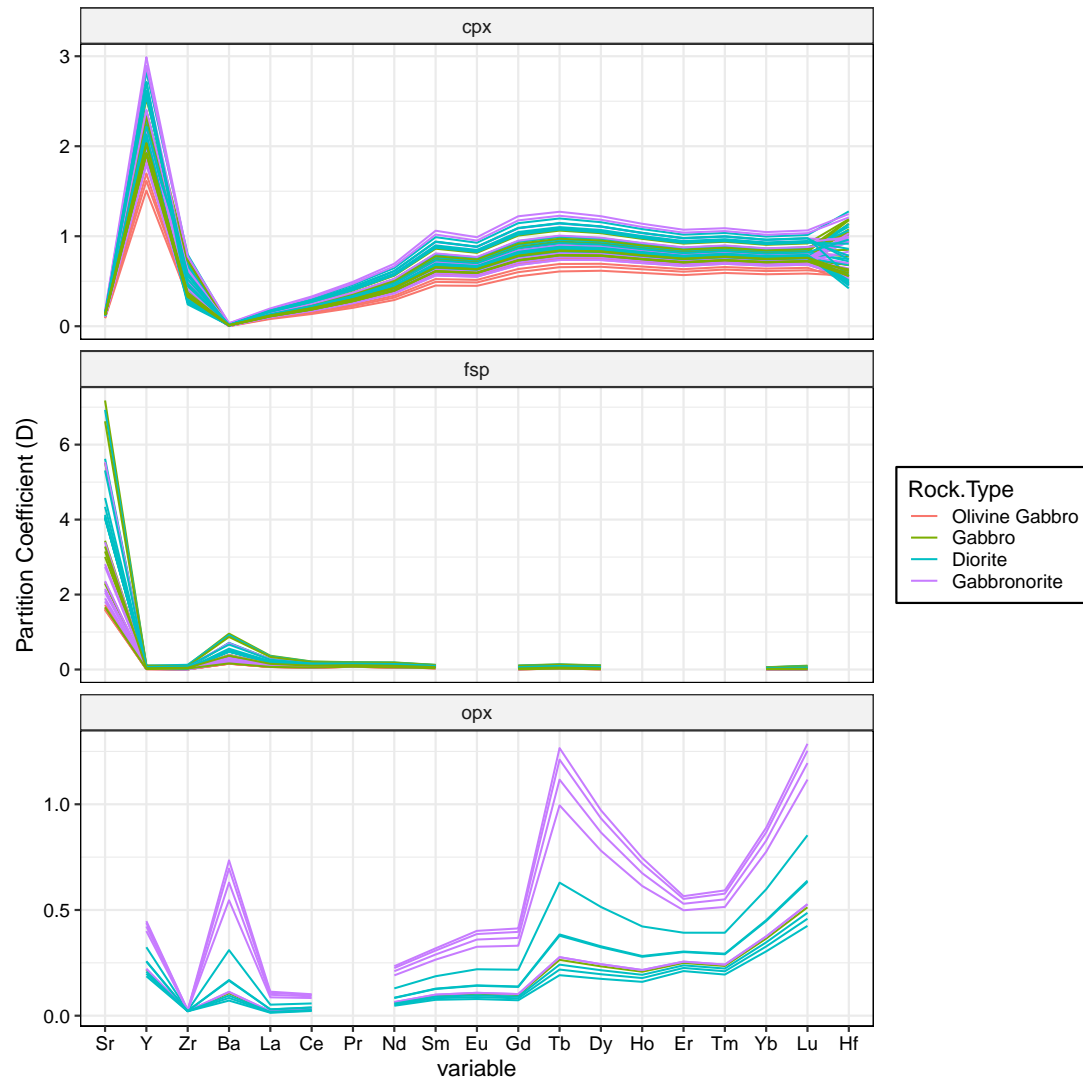 cpx
3
2
1
0
fsp
6
4
2
0
opx
1.0
0.5
0.0
Sr Y Zr Ba La Ce Pr Nd Sm Eu Gd Tb Dy Ho Er Tm Yb Lu Hf
variable
Partition Coefficient (D)
Rock.Type
Olivine Gabbro
Gabbro
Diorite
Gabbronorite